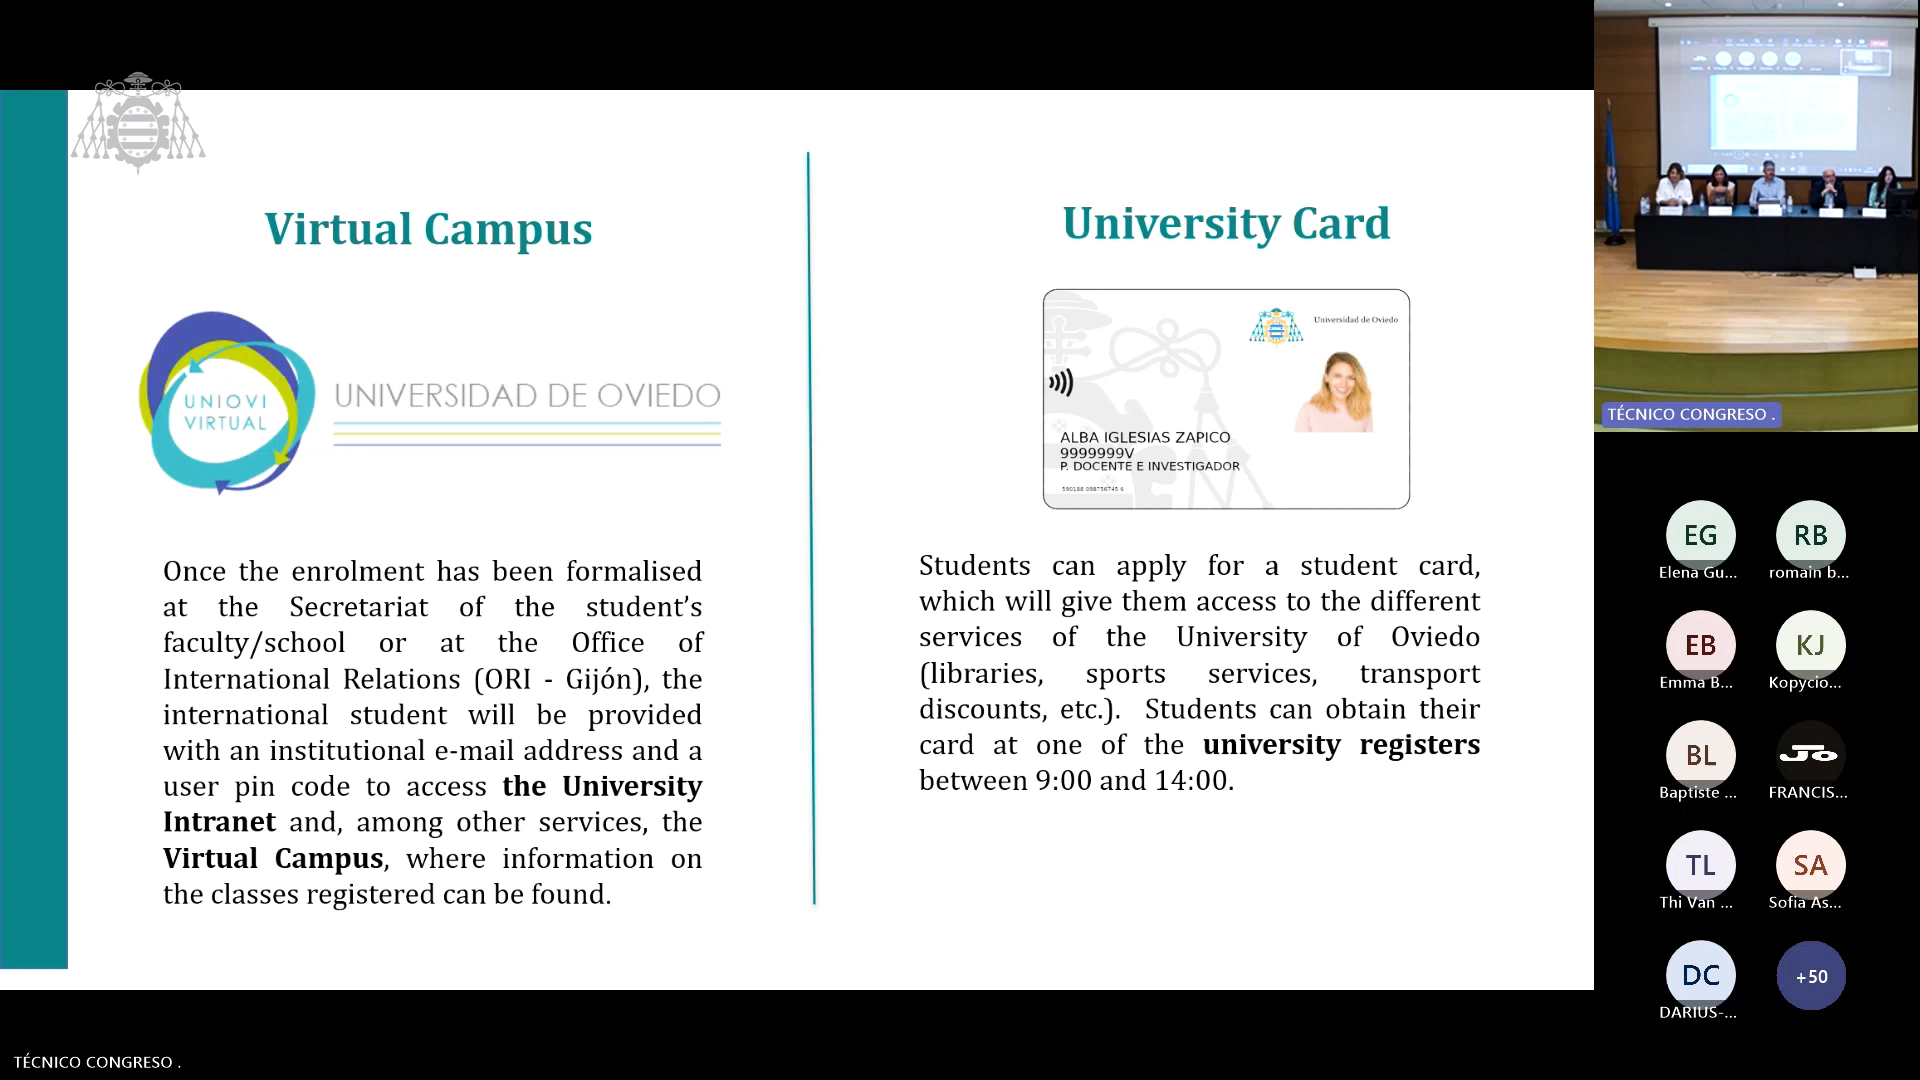 Virtual Campus
UNIOVI
VIRTUAL
UNIVERSIDAD DE OVIEDO
Once the enrolment has been formalised
at the Secretariat of the student’s
faculty/school or at the Office of
International Relations (ORI - Gijón), the
international student will be provided
with an institutional e-mail address and a
user pin code to access the University
Intranet and, among other services, the
Virtual Campus, where information on
the classes registered can be found.
University Card
Universidad de Oviedo
ALBA IGLESIAS ZAPICO
9999999V
P. DOCENTE E INVESTIGADOR
590188 098756745 6
Students can apply for a student card,
which will give them access to the different
services of the University of Oviedo
(libraries, sports services, transport
discounts, etc.). Students can obtain their
card at one of the university registers
between 9:00 and 14:00.
TÉCNICO CONGRESO .
EG
Elena Gu...
RB
romain b...
EB
Emma B...
KJ
Kopycio...
BL
Baptiste ...
Jo
FRANCIS...
TL
Thi Van ...
SA
Sofia As...
DC
DARIUS-...
+50
TÉCNICO CONGRESO .